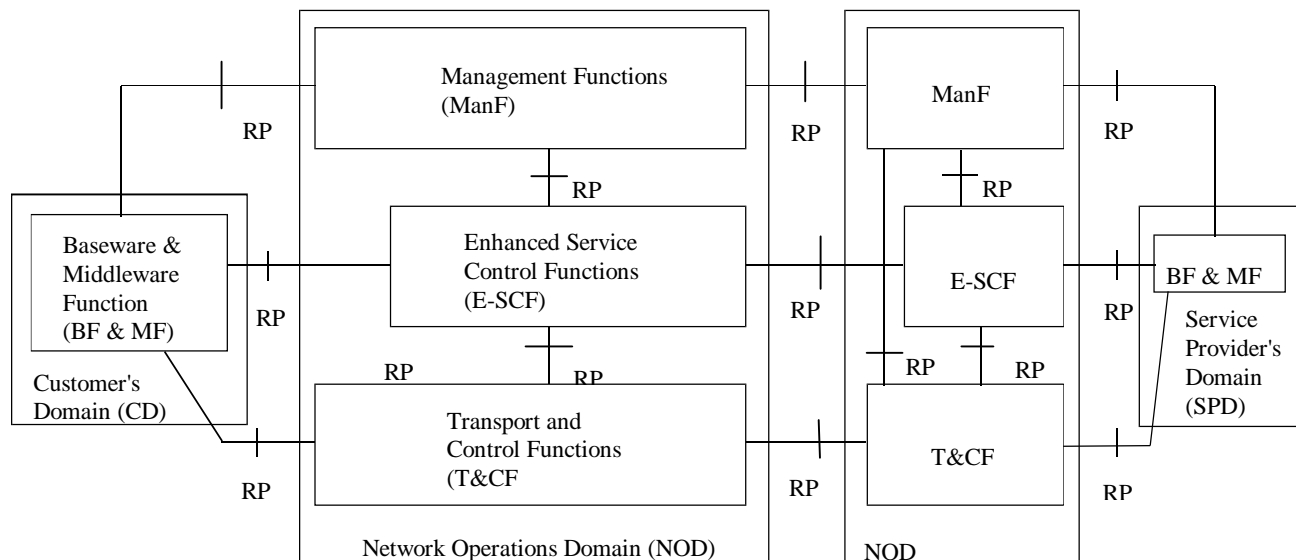 Management Functions
(ManF)
ManF
RP
RP
RP
RP
RP
Baseware &
Middleware
Function
(BF & MF)
Customer's
Domain (CD)
Enhanced Service
Control Functions
(E-SCF)
E-SCF
BF & MF
Service
Provider's
Domain
(SPD)
RP
RP
RP
RP
RP
RP
RP
Transport and
Control Functions
(T&CF
T&CF
RP
RP
RP
Network Operations Domain (NOD)
NOD